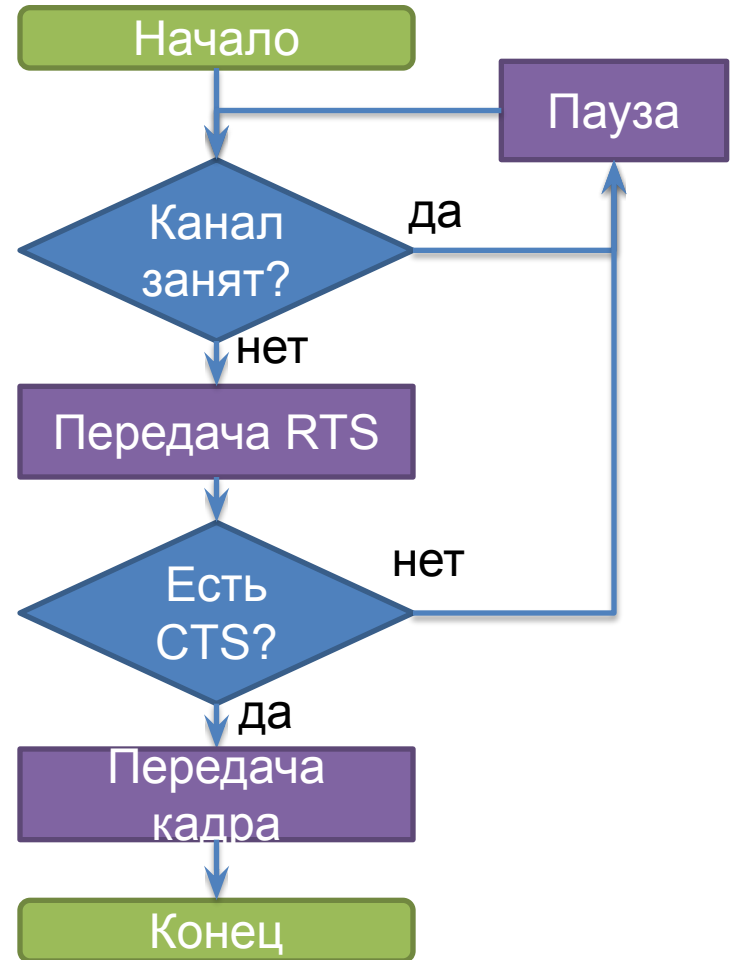 Начало
Пауза
Канал
занят?
да
нет
Передача RTS
Есть
CTS?
нет
да
Передача
кадра
Конец